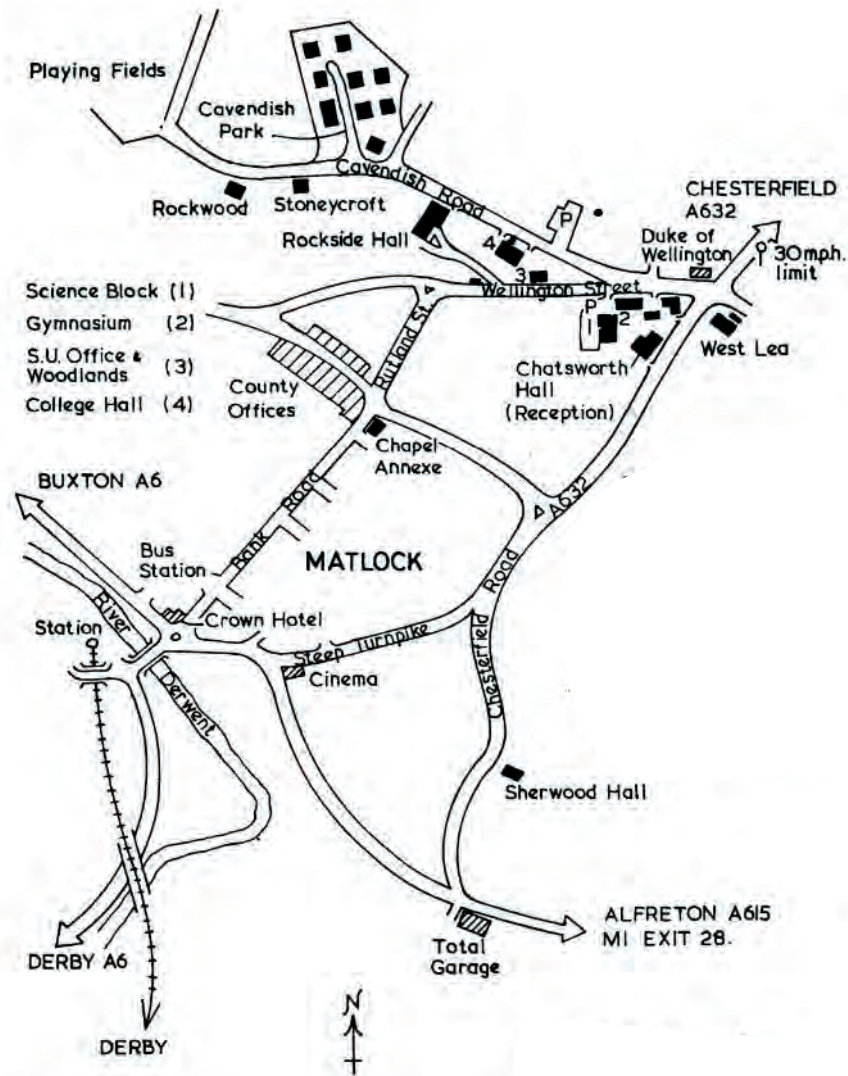 Playing Fields
Cavendish
Park
Cavendish Road
Rockwood
Stoneycroft
Rockside Hall
4
2
3
P
CHESTERFIELD
A632
Duke of
Wellington
30mph.
limit
Wellington Street
P
1
2
West Lea
Chatsworth
Hall
(Reception)
Science Block (1)
Gymnasium (2)
S.U. Office &
Woodlands (3)
College Hall (4)
County
Offices
Rutland St.
Chapel
Annexe
A632
BUXTON A6
Bank Road
MATLOCK
Bus
Station
Crown Hotel
River
Station
Derwent
Steep Turnpike
Cinema
Chesterfield Road
Sherwood Hall
ALFRETON A615
M1 EXIT 28.
Total
Garage
DERBY A6
DERBY
N